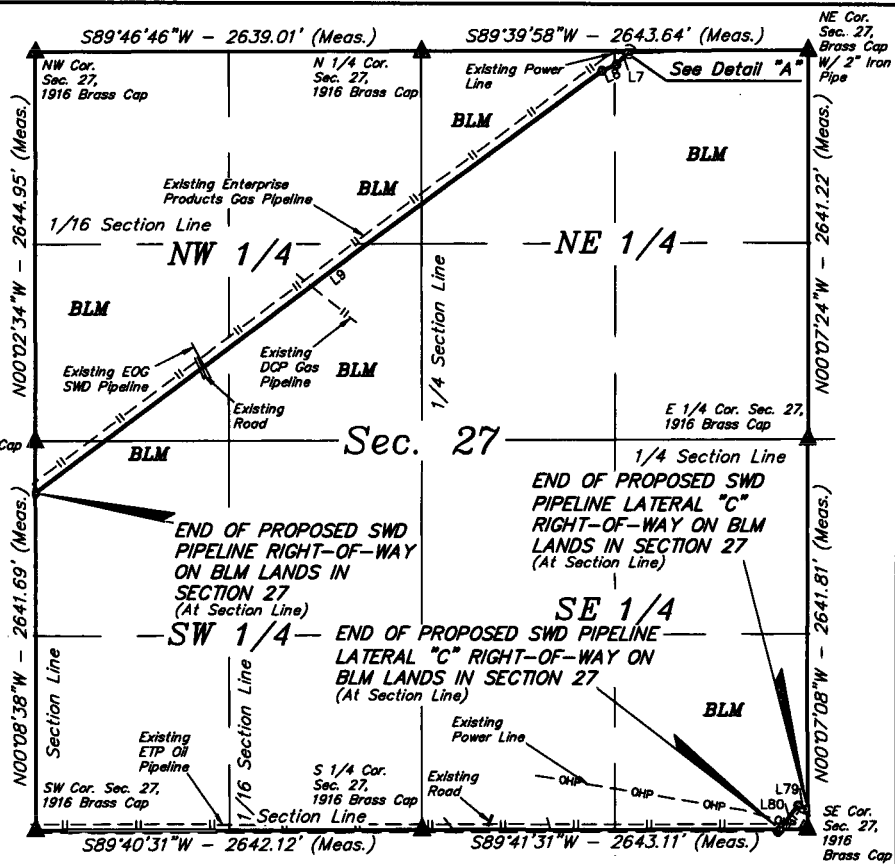 S89°46'46"W - 2639.01' (Meas.)
S89°39'58"W - 2643.64' (Meas.)
NE Cor.
Sec. 27,
Brass Cap
W/ 2" Iron
Pipe
NW Cor.
Sec. 27,
1916 Brass Cap
N 1/4 Cor.
Sec. 27,
1916 Brass Cap
Existing Power
Line
L8
L7
See Detail "A"
BLM
BLM
N00°02'34"W - 2644.95' (Meas.)
N00°07'24"W - 2641.22' (Meas.)
Existing Enterprise
Products Gas Pipeline
BLM
1/16 Section Line
NW 1/4
NE 1/4
L9
BLM
1/4 Section Line
Existing EOG
SWD Pipeline
Existing
DCP Gas
Pipeline
BLM
Existing
Road
E 1/4 Cor. Sec. 27,
1916 Brass Cap
Cap
BLM
Sec. 27
1/4 Section Line
END OF PROPOSED SWD
PIPELINE LATERAL "C"
RIGHT-OF-WAY ON BLM
LANDS IN SECTION 27
(At Section Line)
END OF PROPOSED SWD
PIPELINE RIGHT-OF-WAY
ON BLM LANDS IN
SECTION 27
(At Section Line)
N00°08'38"W - 2641.69' (Meas.)
N00°07'08"W - 2641.81' (Meas.)
SE 1/4
SW 1/4
END OF PROPOSED SWD PIPELINE
LATERAL "C" RIGHT-OF-WAY ON
BLM LANDS IN SECTION 27
(At Section Line)
Section Line
1/16 Section Line
BLM
Existing
ETP Oil
Pipeline
Existing
Power Line
OHP
OHP
SW Cor. Sec. 27,
1916 Brass Cap
S 1/4 Cor.
Sec. 27,
1916 Brass Cap
Existing
Road
L79
L80
Section Line
SE Cor.
Sec. 27,
1916
Brass Cap
S89°40'31"W - 2642.12' (Meas.)
S89°41'31"W - 2643.11' (Meas.)